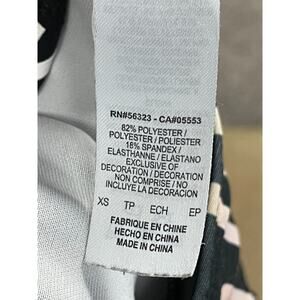 RN#56323 - CA#05553
82% POLYESTER /
POLYESTER / POLIESTER
18% SPANDEX /
ELASTHANNE / ELASTANO
EXCLUSIVE OF
DECORATION / DECORATION
NON COMPRISE /
NO INCLUYE LA DECORACION
XS TP ECH EP
FABRIQUE EN CHINE
HECHO EN CHINA
MADE IN CHINA